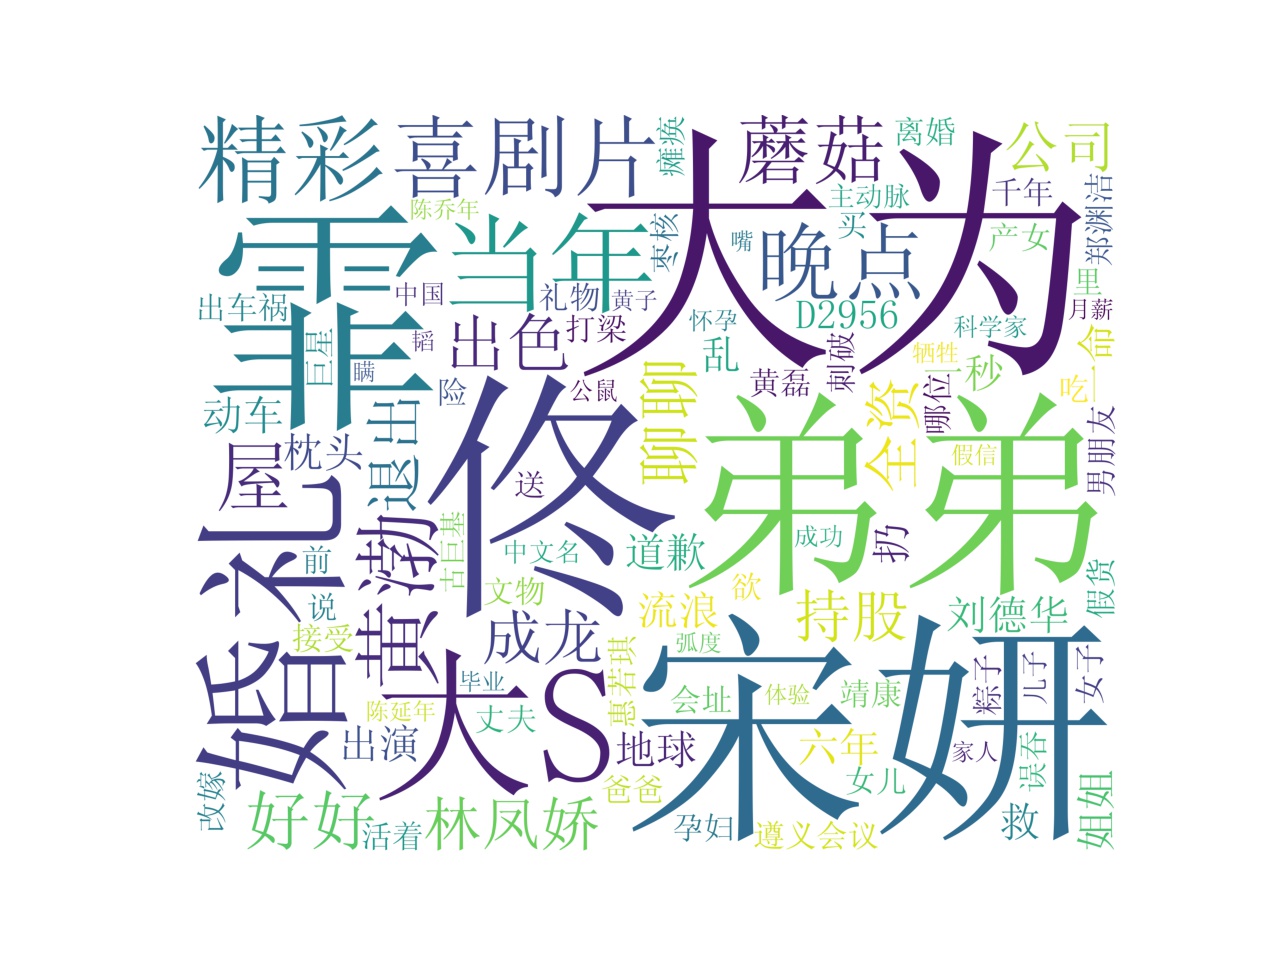 精彩
喜剧片
瘫痪
大为
蘑菇
离婚
公司
陈乔年
主动脉
千年
郑渊洁
霏
当年
枣核
嘴
晚点
买
产女
里
出车祸
中国
礼物
黄子
韬
巨星
瞒
出色
打梁
怀孕
D2956
科学家
月薪
乱
刺破
牺牲
一秒
一命
动车
退出
险
佟
公鼠
聊聊
黄磊
全资
哪位
吃
男朋友
屋
枕头
弟弟
假信
送
婚礼
前
说
接受
黄渤
古巨基
中文名
文物
道歉
成功
扔
欲
假货
流浪
持股
刘德华
成龙
惠若琪
宋妍
弧度
大S
毕业
陈延年
丈夫
会址
体验
靖康
粽子
儿子
女子
出演
地球
六年
家人
误吞
改嫁
爸爸
女儿
好好
活着
林凤娇
孕妇
遵义会议
救
姐姐